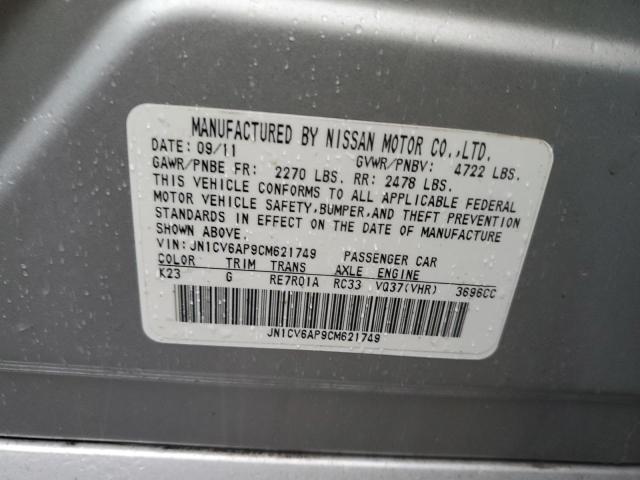 MANUFACTURED BY NISSAN MOTOR CO.,LTD.
DATE: 09/11 GVWR/PNBV: 4722 LBS.
GAWR/PNBE FR: 2270 LBS. RR: 2478 LBS.
THIS VEHICLE CONFORMS TO ALL APPLICABLE FEDERAL
MOTOR VEHICLE SAFETY,BUMPER,AND THEFT PREVENTION
STANDARDS IN EFFECT ON THE DATE OF MANUFACTURE
SHOWN ABOVE.
VIN: JN1CV6AP9CM621749 PASSENGER CAR
COLOR TRIM TRANS AXLE ENGINE
K23 G RE7R01A RC33 VQ37(VHR) 3696CC
JN1CV6AP9CM621749